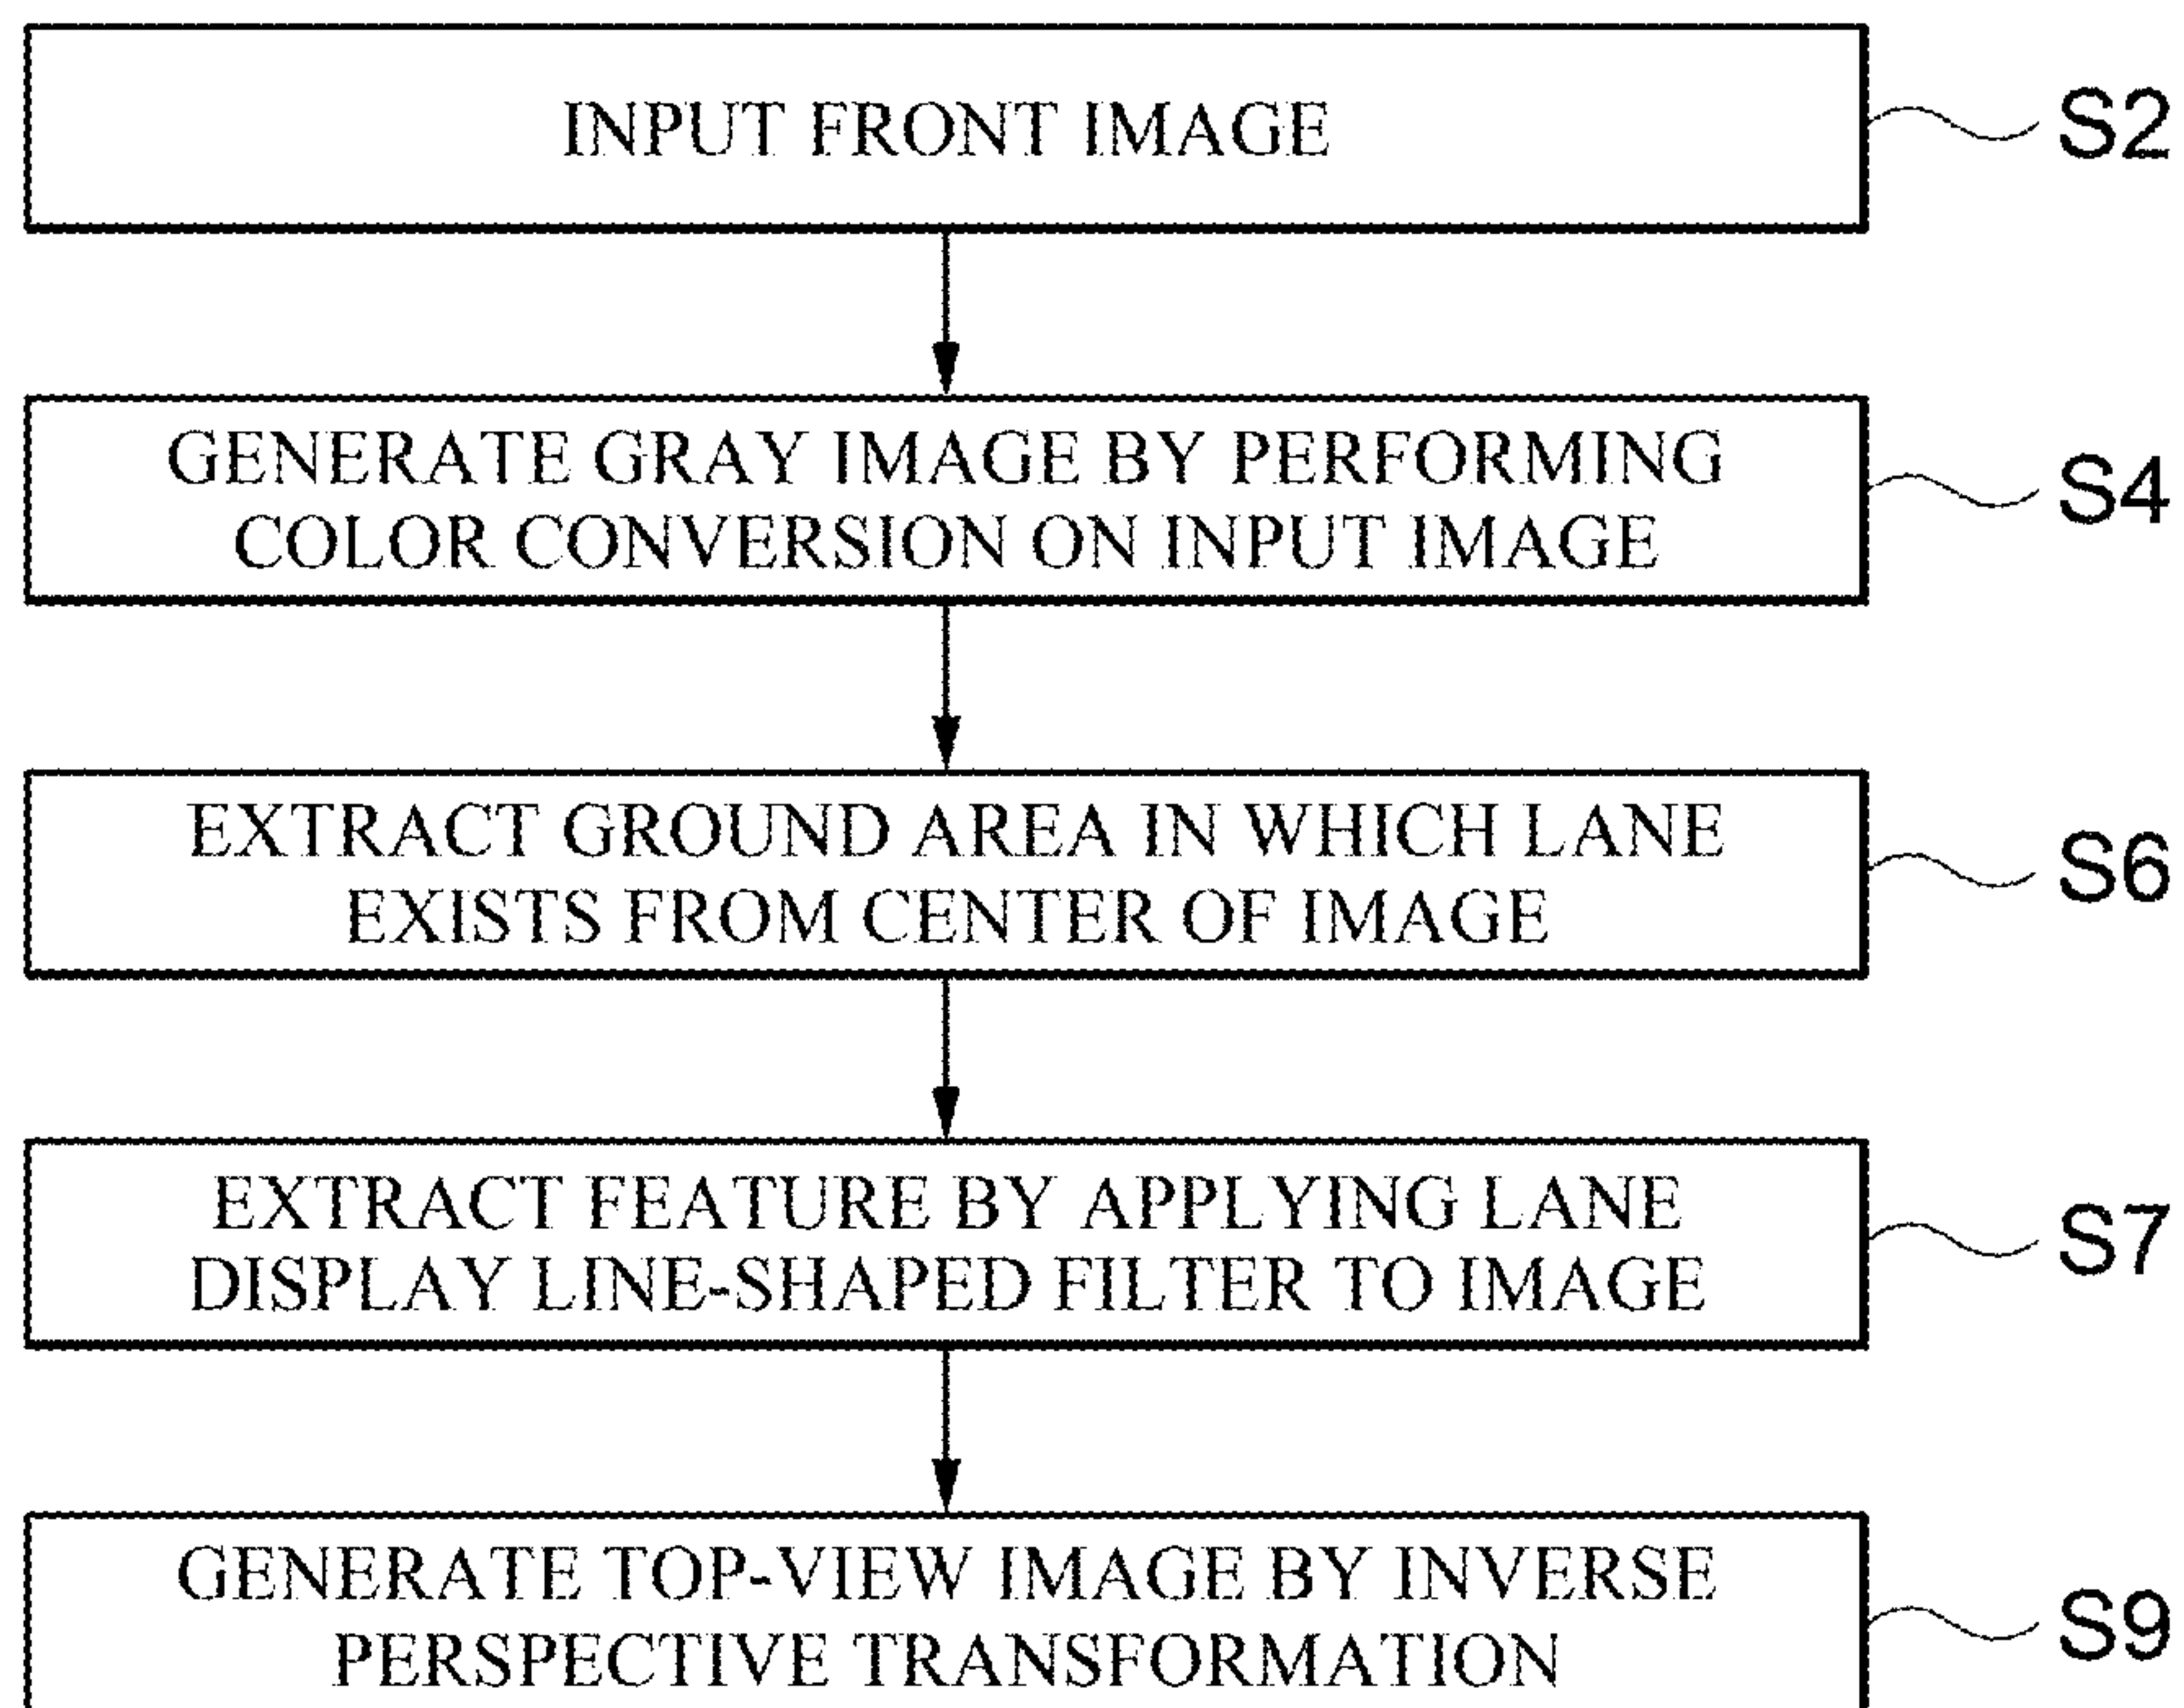 INPUT FRONT IMAGE
S2
GENERATE GRAY IMAGE BY PERFORMING
COLOR CONVERSION ON INPUT IMAGE
S4
EXTRACT GROUND AREA IN WHICH LANE
EXISTS FROM CENTER OF IMAGE
S6
EXTRACT FEATURE BY APPLYING LANE
DISPLAY LINE-SHAPED FILTER TO IMAGE
S7
GENERATE TOP-VIEW IMAGE BY INVERSE
PERSPECTIVE TRANSFORMATION
S9